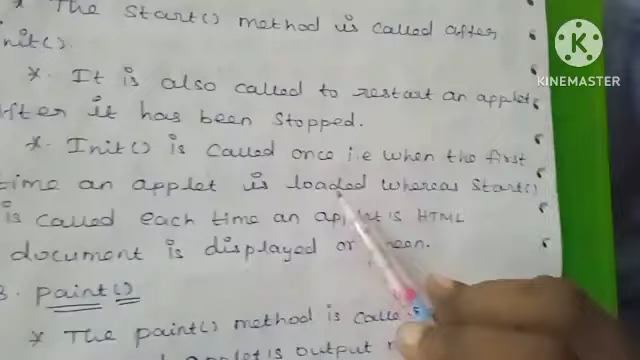 * The Start() method is called after
init().
* It is also called to restart an applet
after it has been stopped.
* Init() is called once i.e when the first
time an applet is loaded whereas Start()
is called each time an is HTML
document is displayed or
3. paint()
* The paint() method is
applet is output
K
KINEMASTER